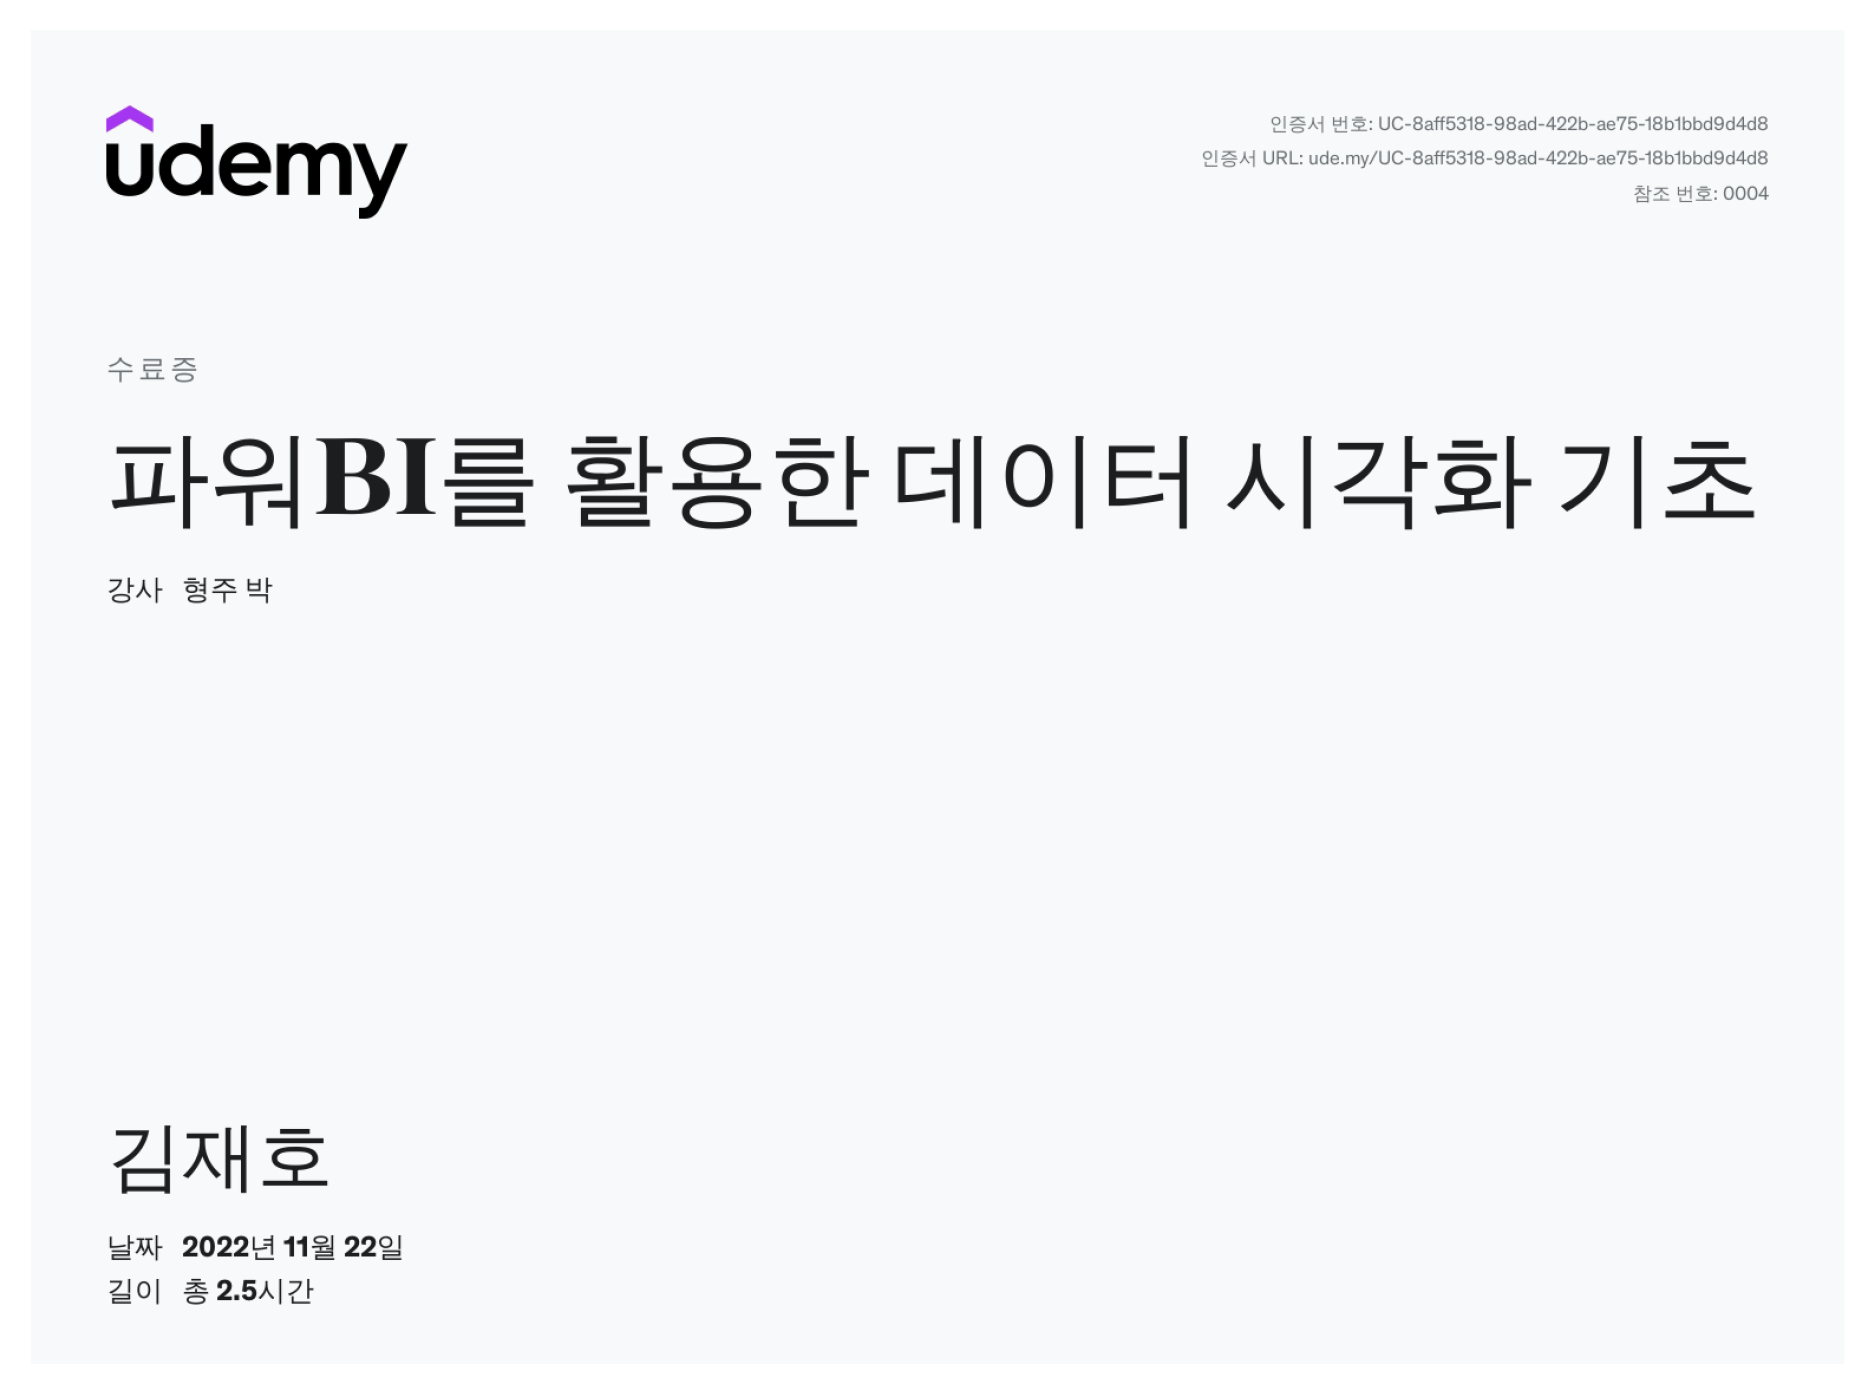 udemy
인증서 번호: UC-8aff5318-98ad-422b-ae75-18b1bbd9d4d8
인증서 URL: ude.my/UC-8aff5318-98ad-422b-ae75-18b1bbd9d4d8
참조 번호: 0004
수료증
파워BI를 활용한 데이터 시각화 기초
강사 형주 박
김재호
날짜 2022년 11월 22일
길이 총 2.5시간